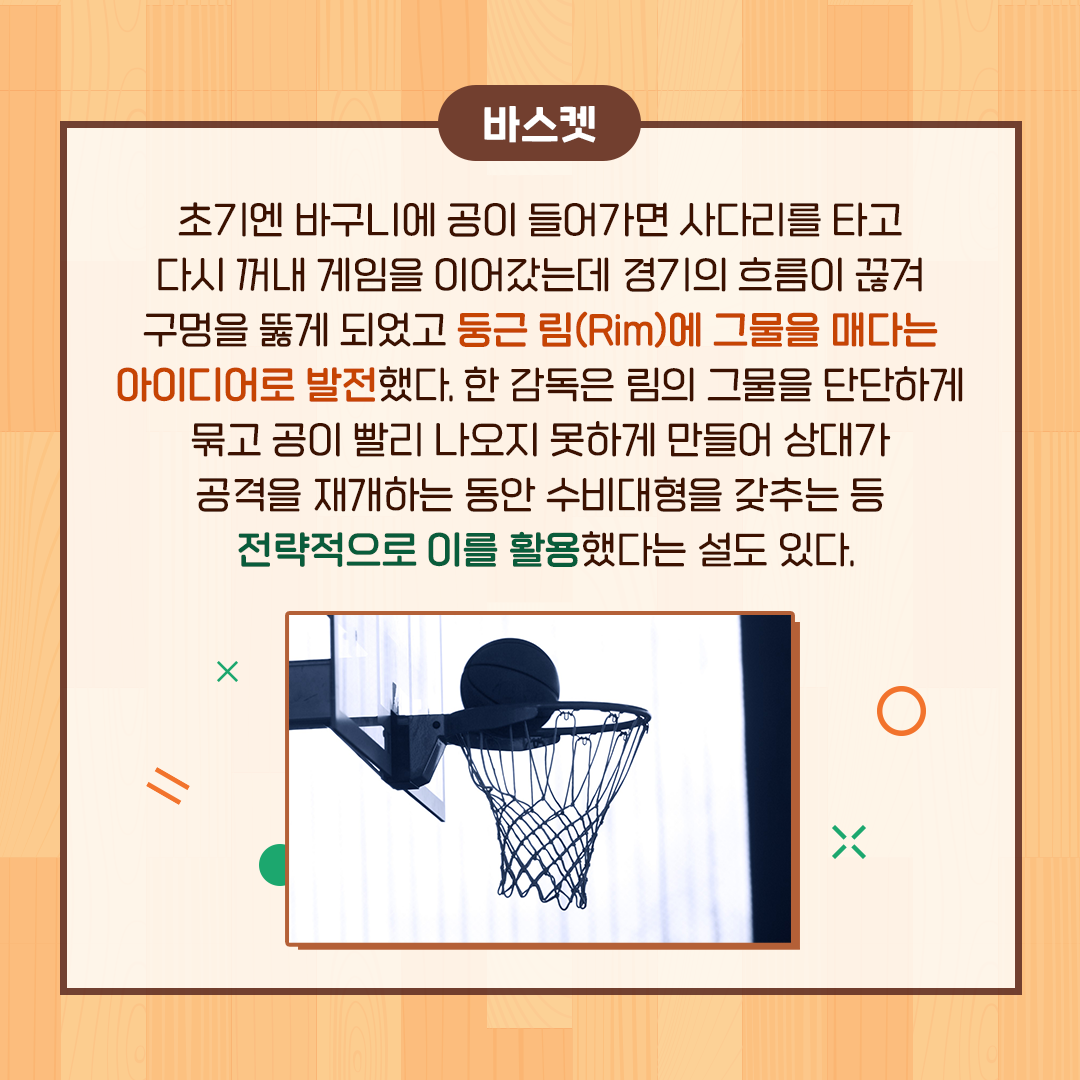 바스켓
초기엔 바구니에 공이 들어가면 사다리를 타고
다시 꺼내 게임을 이어갔는데 경기의 흐름이 끊겨
구멍을 뚫게 되었고 둥근 림(Rim)에 그물을 매다는
아이디어로 발전했다. 한 감독은 림의 그물을 단단하게
묶고 공이 빨리 나오지 못하게 만들어 상대가
공격을 재개하는 동안 수비대형을 갖추는 등
전략적으로 이를 활용했다는 설도 있다.